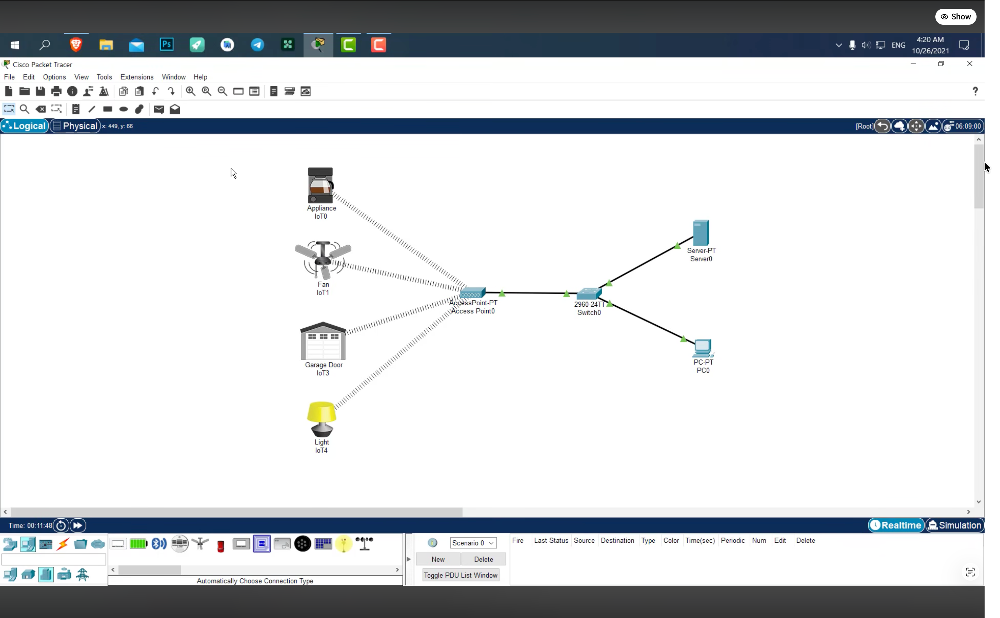 Show
Ps
ENG
4:20 AM
10/26/2021
Cisco Packet Tracer
File Edit Options View Tools Extensions Window Help
?
Logical Physical x: 449, y: 66
[Root] 06:09:00
Appliance
IoT0
Fan
IoT1
Garage Door
IoT3
Light
IoT4
AccessPoint-PT
Access Point0
2960-24TT
Switch0
Server-PT
Server0
PC-PT
PC0
Time: 00:11:48
Realtime Simulation
Scenario 0
New Delete
Toggle PDU List Window
Fire Last Status Source Destination Type Color Time(sec) Periodic Num Edit Delete
Automatically Choose Connection Type